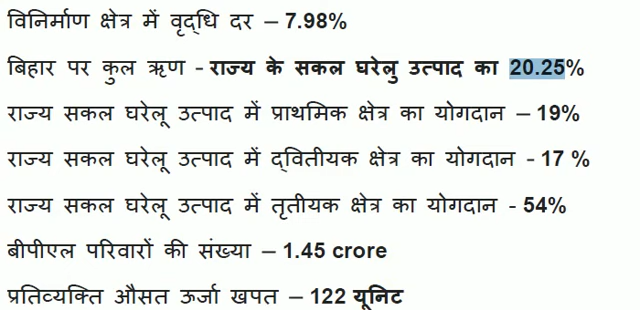 विनिर्माण क्षेत्र में वृद्धि दर – 7.98%
बिहार पर कुल ऋण - राज्य के सकल घरेलु उत्पाद का 20.25%
राज्य सकल घरेलू उत्पाद में प्राथमिक क्षेत्र का योगदान – 19%
राज्य सकल घरेलू उत्पाद में द्वितीयक क्षेत्र का योगदान - 17 %
राज्य सकल घरेलू उत्पाद में तृतीयक क्षेत्र का योगदान - 54%
बीपीएल परिवारों की संख्या – 1.45 crore
प्रतिव्यक्ति औसत ऊर्जा खपत – 122 यूनिट